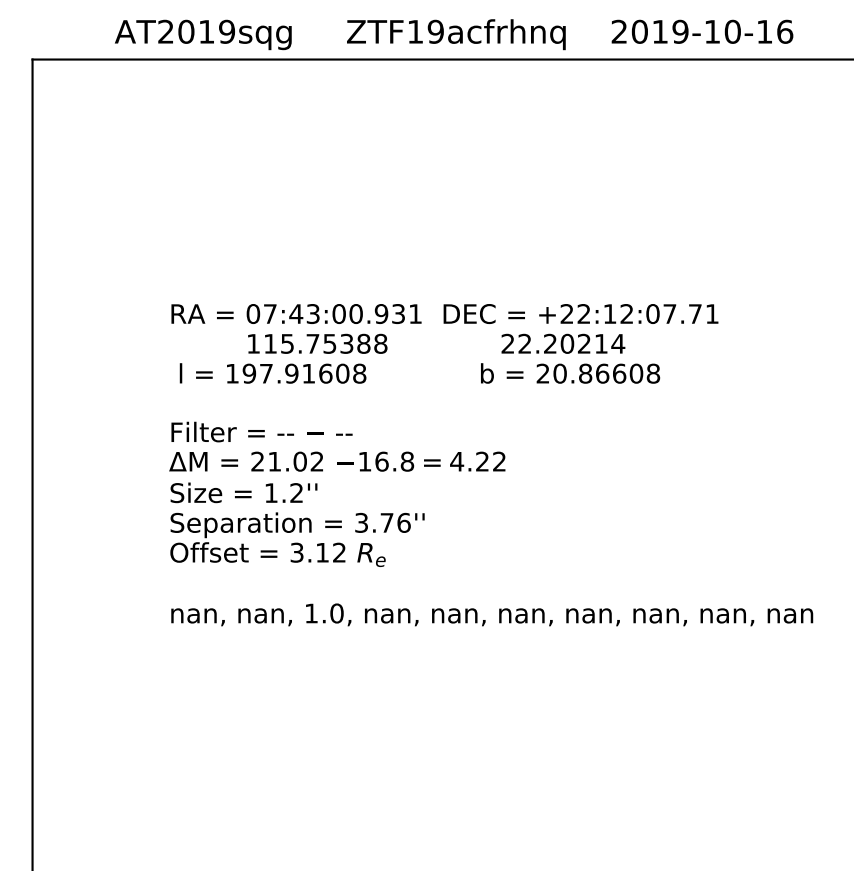 AT2019sqg ZTF19acfrhnq 2019-10-16
RA = 07:43:00.931 DEC = +22:12:07.71
115.75388 22.20214
l = 197.91608 b = 20.86608
Filter = -- − --
ΔM = 21.02 −16.8 = 4.22
Size = 1.2''
Separation = 3.76''
Offset = 3.12 Re
nan, nan, 1.0, nan, nan, nan, nan, nan, nan, nan